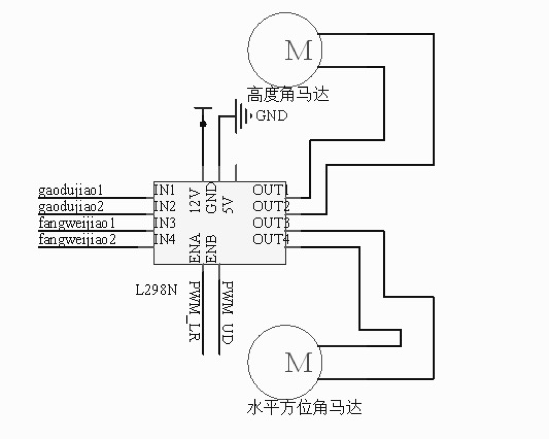 M
高度角马达
GND
gaodujiao1
gaodujiao2
fangweijiao1
fangweijiao2
IN1
IN2
IN3
IN4
12V
GND
5V
OUT1
OUT2
OUT3
OUT4
ENA
ENB
L298N
PWM_LR
PWM_UD
M
水平方位角马达